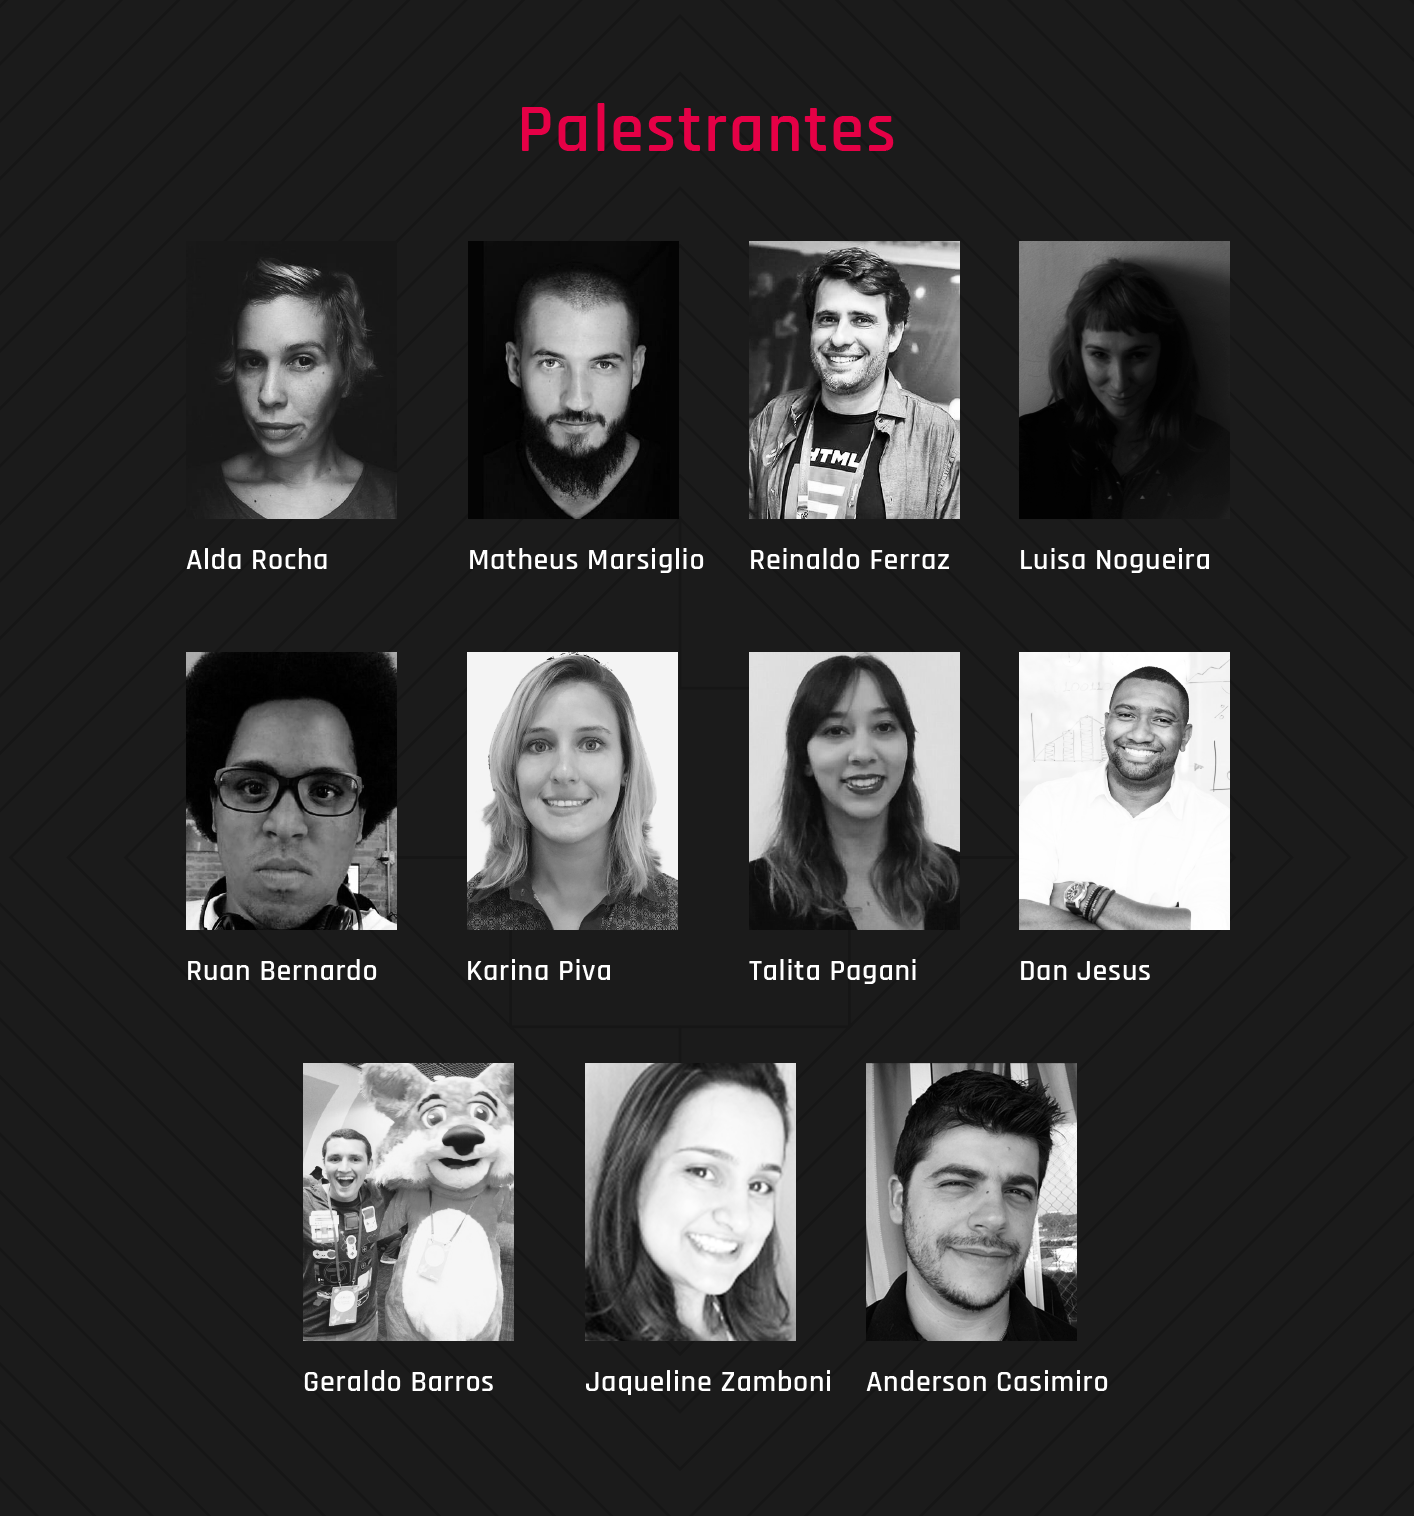 Palestrantes
HTML
5
Alda Rocha
Matheus Marsiglio
Reinaldo Ferraz
Luisa Nogueira
Ruan Bernardo
Karina Piva
Talita Pagani
Dan Jesus
Geraldo Barros
Jaqueline Zamboni
Anderson Casimiro